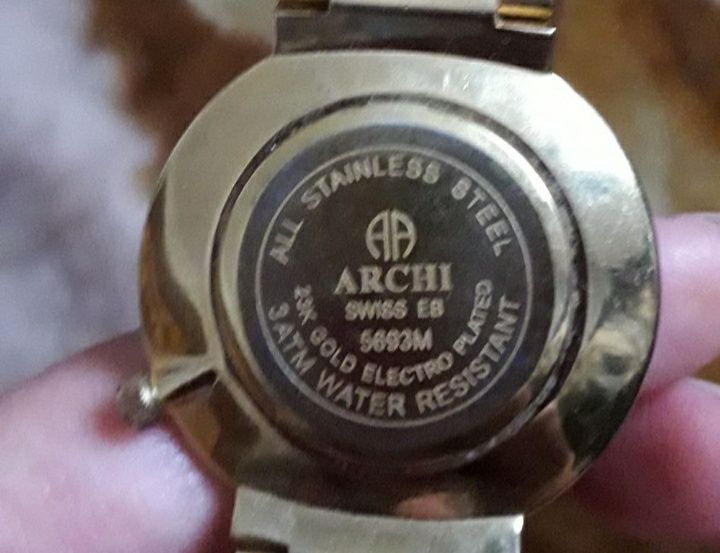 ALL STAINLESS STEEL
AA
ARCHI
SWISS EB
5693M
23K GOLD ELECTRO PLATED
3ATM WATER RESISTANT